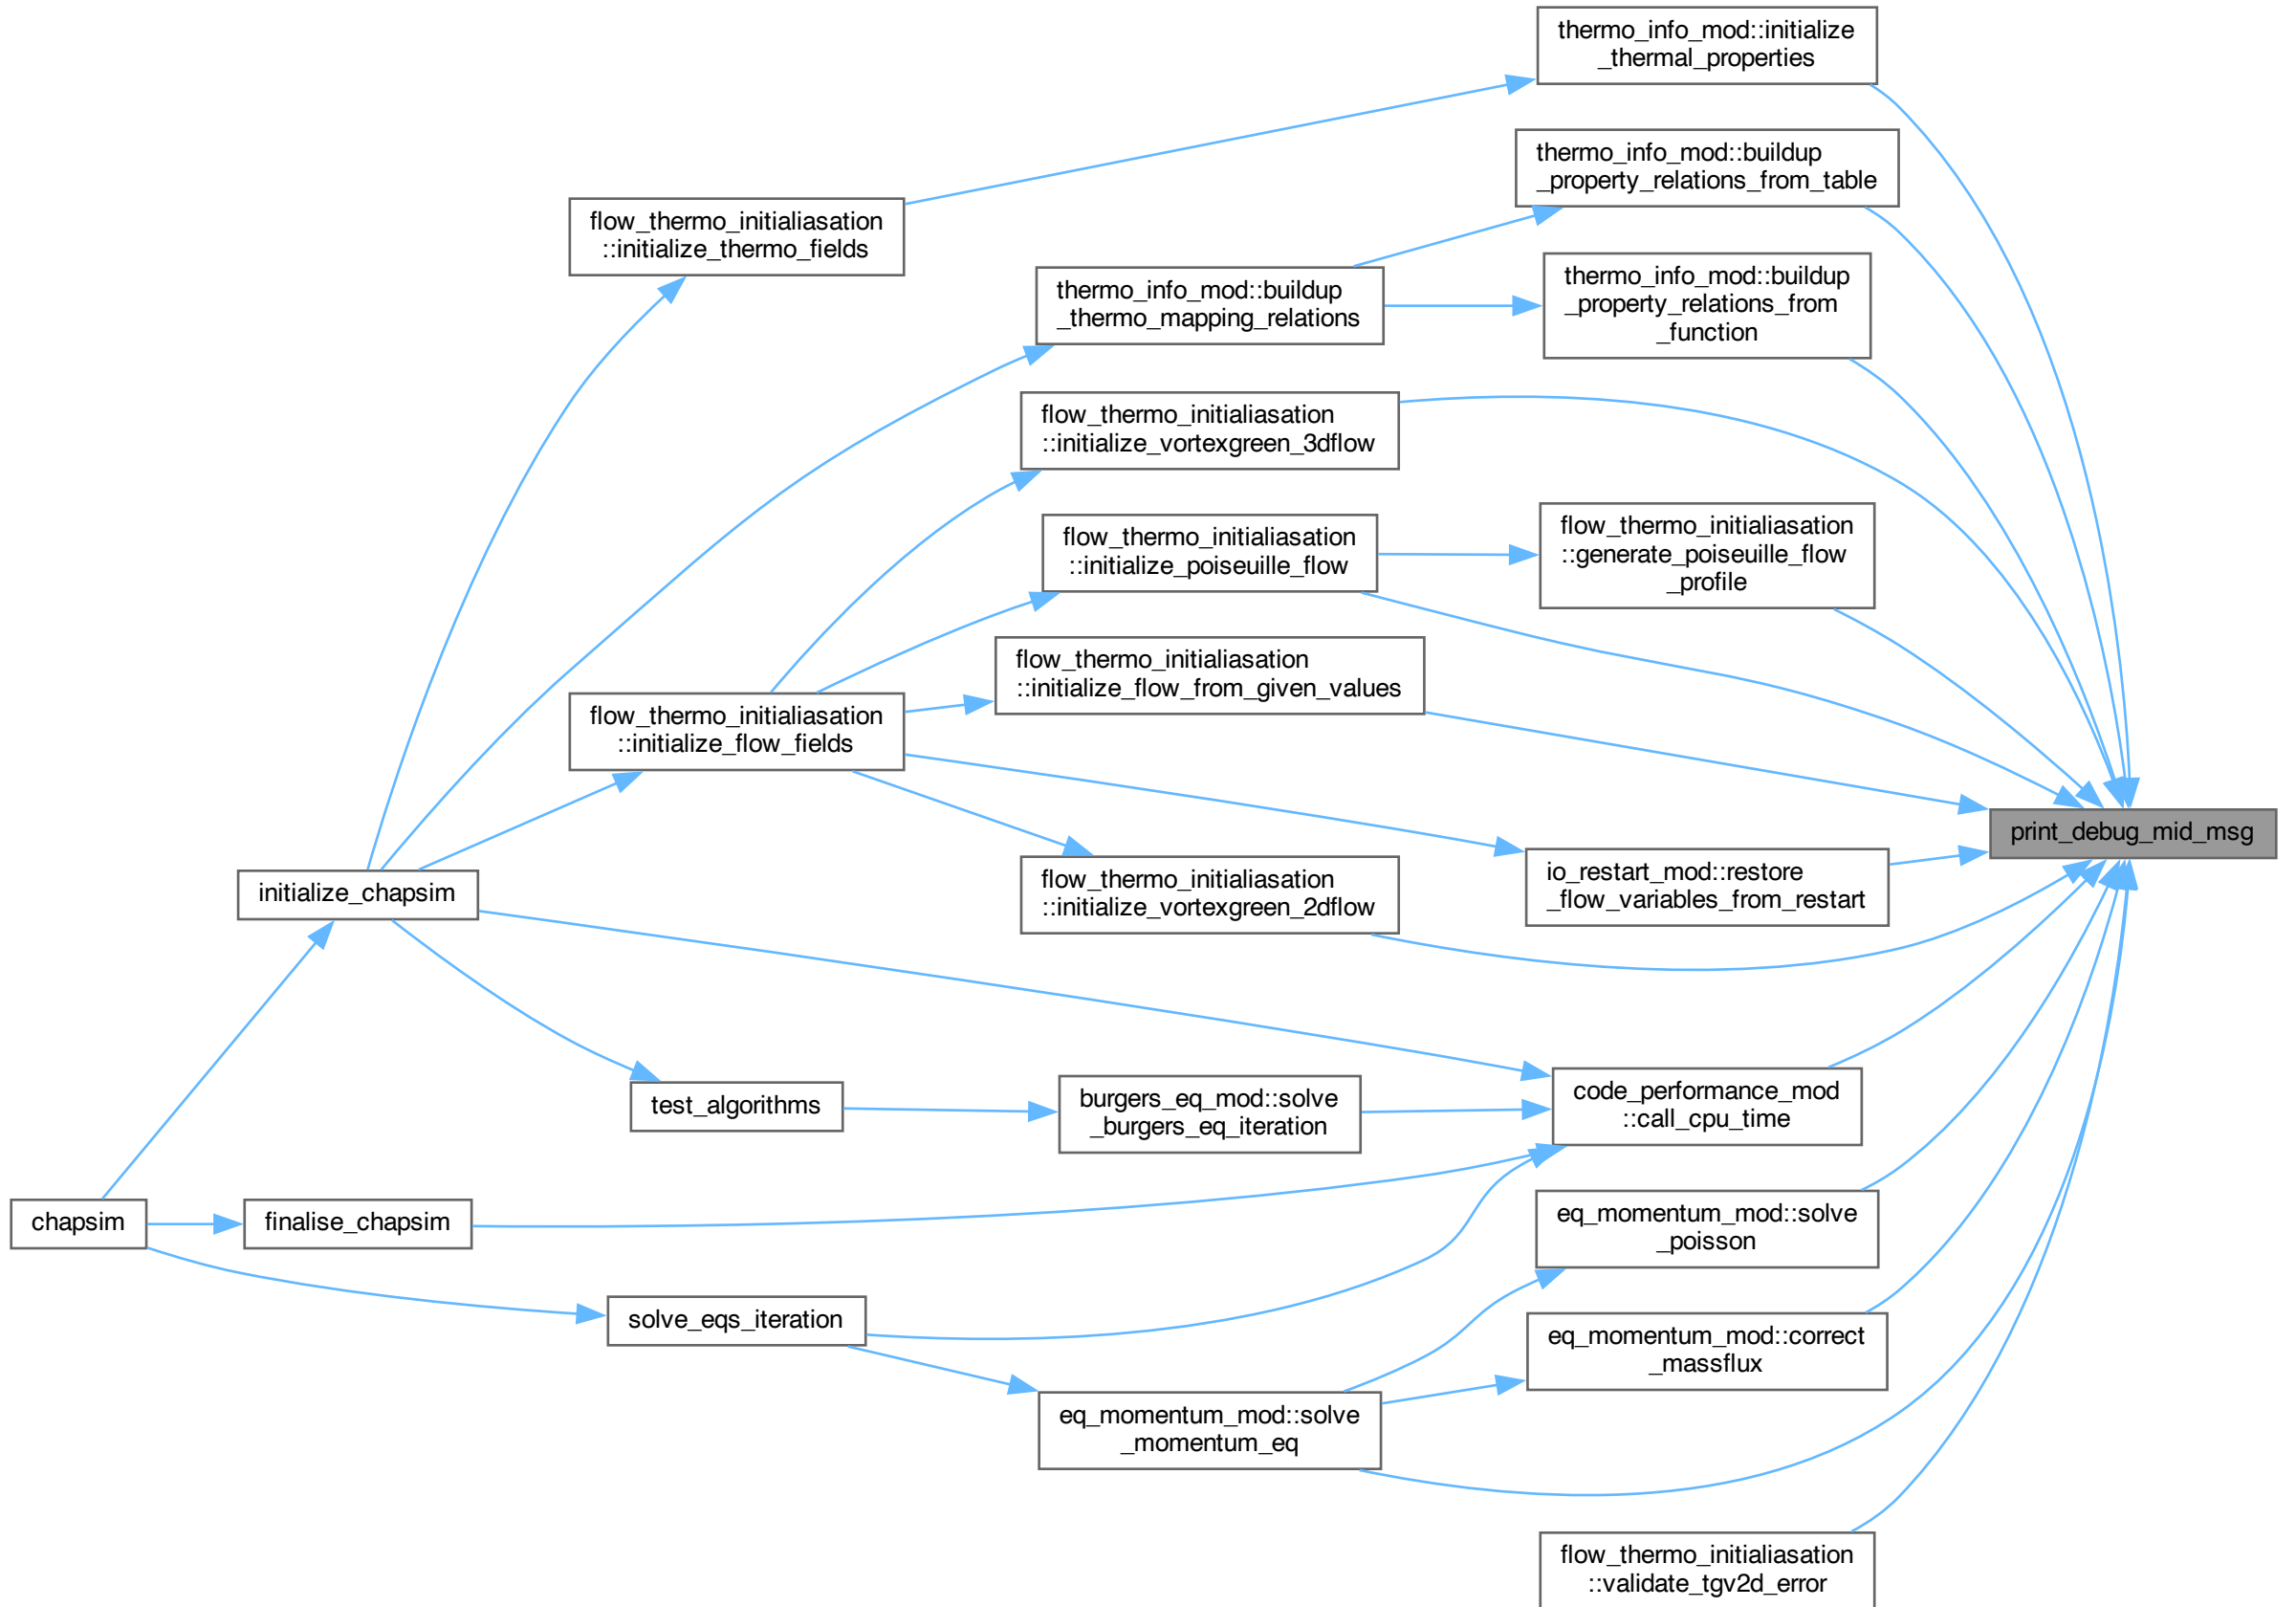 thermo_info_mod::initialize
_thermal_properties
thermo_info_mod::buildup
_property_relations_from_table
flow_thermo_initialiasation
::initialize_thermo_fields
thermo_info_mod::buildup
_property_relations_from
_function
thermo_info_mod::buildup
_thermo_mapping_relations
flow_thermo_initialiasation
::initialize_vortexgreen_3dflow
flow_thermo_initialiasation
::generate_poiseuille_flow
_profile
flow_thermo_initialiasation
::initialize_poiseuille_flow
flow_thermo_initialiasation
::initialize_flow_from_given_values
flow_thermo_initialiasation
::initialize_flow_fields
print_debug_mid_msg
io_restart_mod::restore
_flow_variables_from_restart
flow_thermo_initialiasation
::initialize_vortexgreen_2dflow
initialize_chapsim
code_performance_mod
::call_cpu_time
burgers_eq_mod::solve
_burgers_eq_iteration
test_algorithms
eq_momentum_mod::solve
_poisson
chapsim
finalise_chapsim
solve_eqs_iteration
eq_momentum_mod::correct
_massflux
eq_momentum_mod::solve
_momentum_eq
flow_thermo_initialiasation
::validate_tgv2d_error